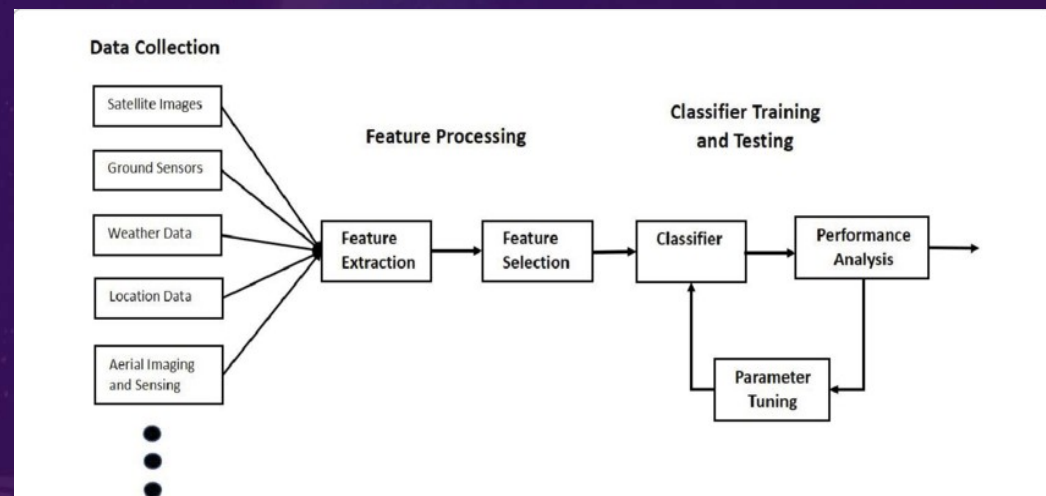 Data Collection
Satellite Images
Ground Sensors
Weather Data
Location Data
Aerial Imaging
and Sensing
Feature Processing
Feature
Extraction
Feature
Selection
Classifier Training
and Testing
Classifier
Performance
Analysis
Parameter
Tuning